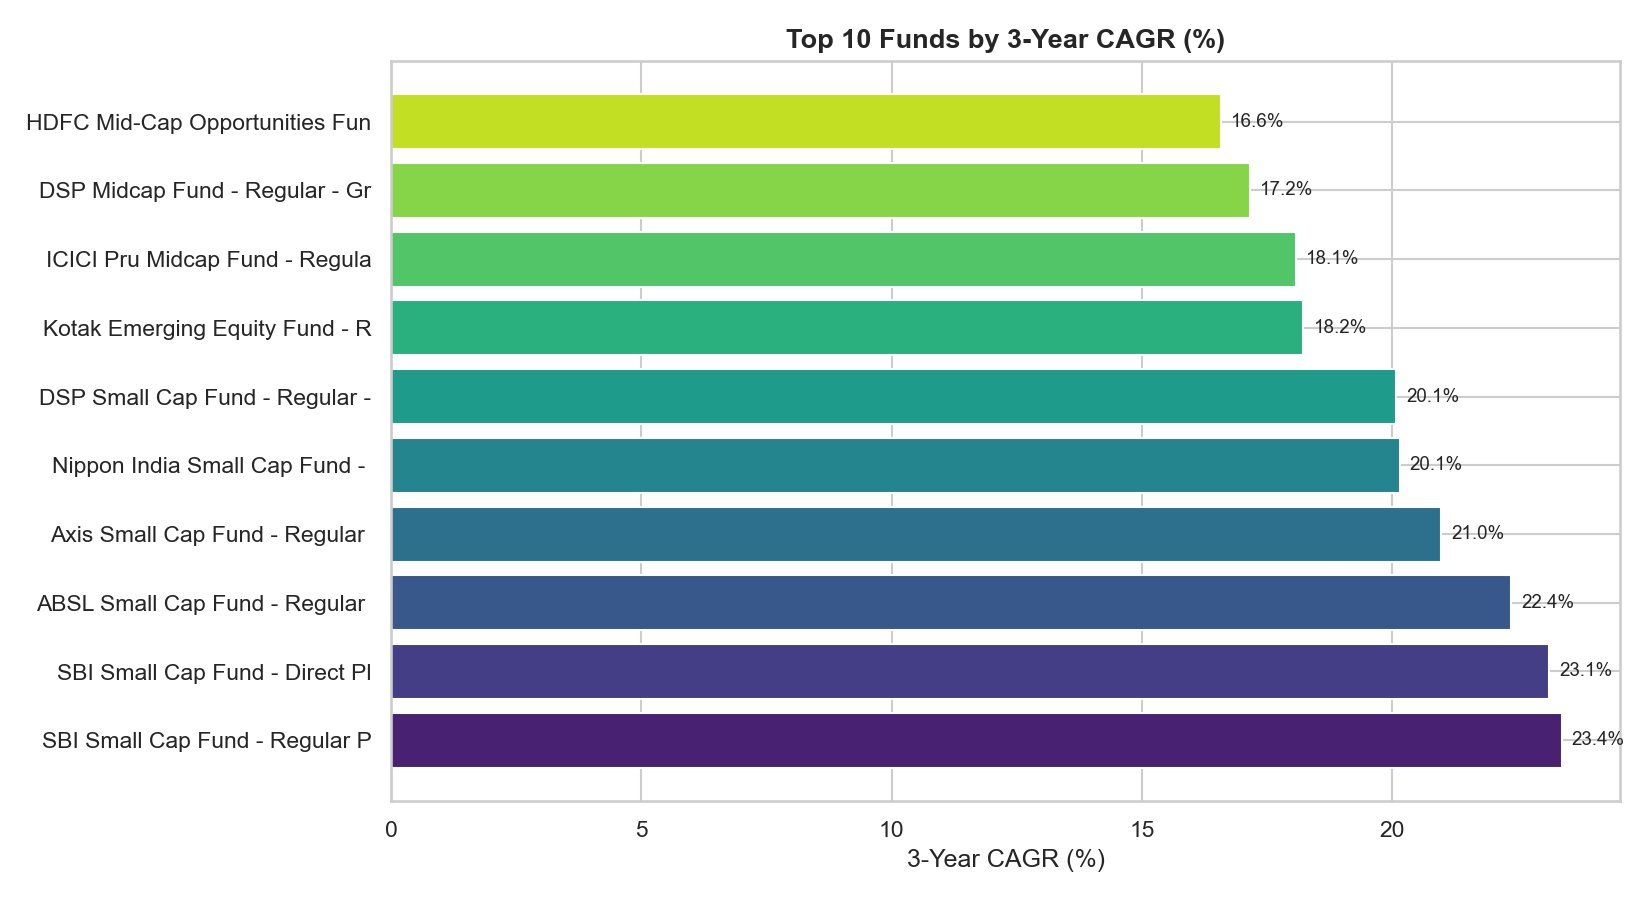 Top 10 Funds by 3-Year CAGR (%)
HDFC Mid-Cap Opportunities Fun
16.6%
DSP Midcap Fund - Regular - Gr
17.2%
ICICI Pru Midcap Fund - Regula
18.1%
Kotak Emerging Equity Fund - R
18.2%
DSP Small Cap Fund - Regular -
20.1%
Nippon India Small Cap Fund -
20.1%
Axis Small Cap Fund - Regular
21.0%
ABSL Small Cap Fund - Regular
22.4%
SBI Small Cap Fund - Direct Pl
23.1%
SBI Small Cap Fund - Regular P
23.4%
0 5 10 15 20
3-Year CAGR (%)